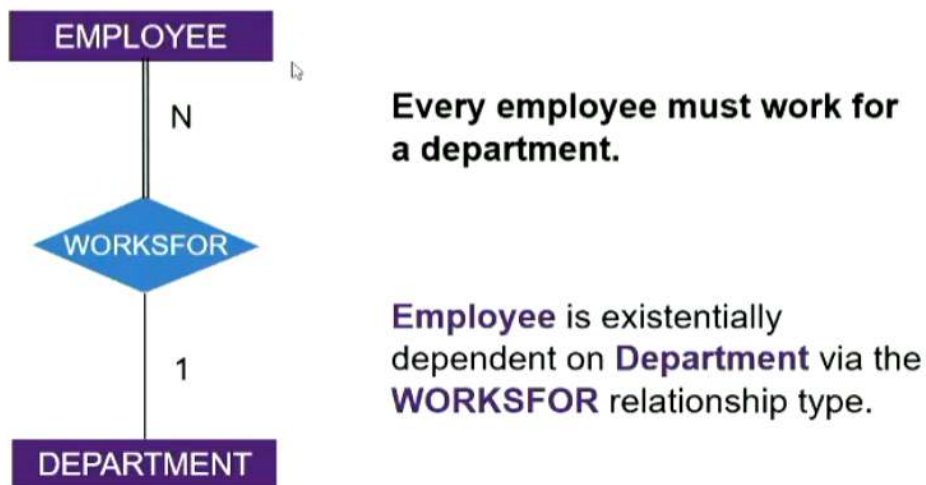 EMPLOYEE
N
Every employee must work for
a department.
WORKSFOR
Employee is existentially
dependent on Department via the
WORKSFOR relationship type.
1
DEPARTMENT